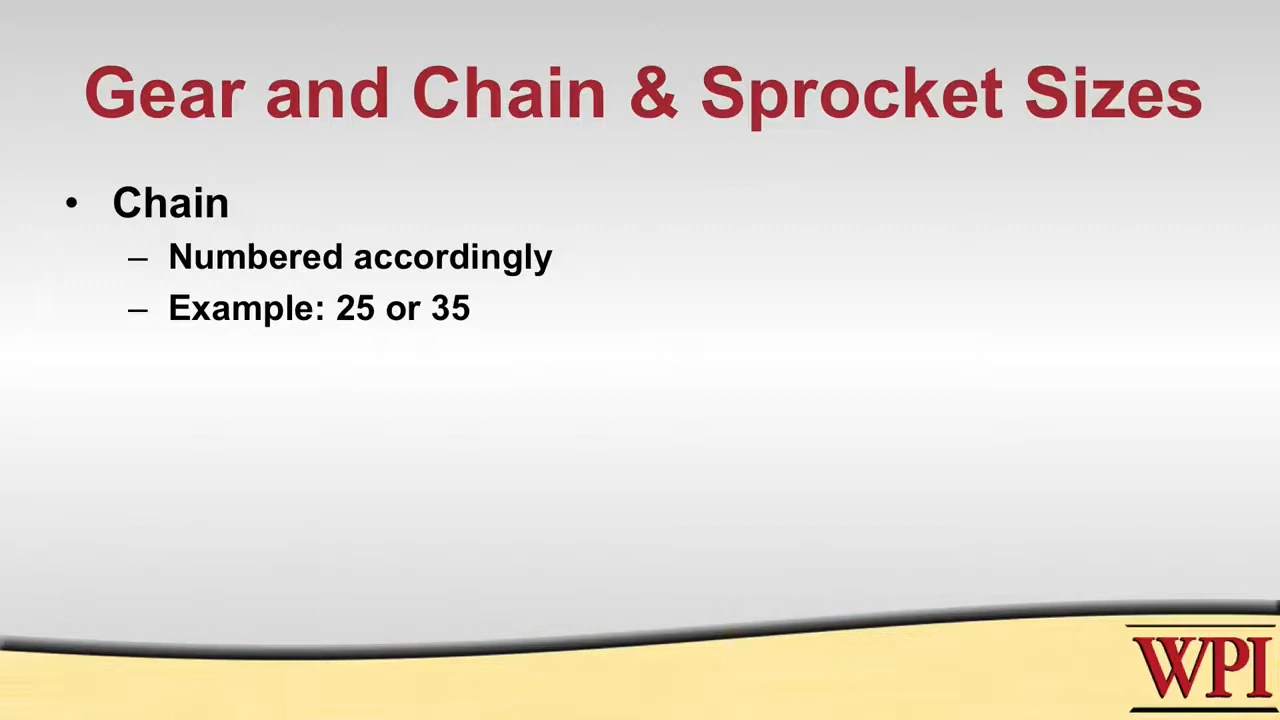 Gear and Chain & Sprocket Sizes
• Chain
– Numbered accordingly
– Example: 25 or 35
WPI